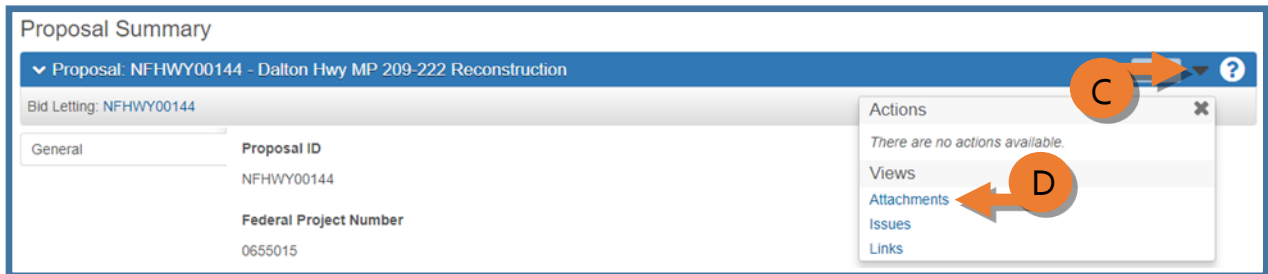 Proposal Summary
Proposal: NFHWY00144 - Dalton Hwy MP 209-222 Reconstruction
?
C
Bid Letting: NFHWY00144
Actions
There are no actions available.
General
Proposal ID
NFHWY00144
Views
D
Attachments
Federal Project Number
Issues
0655015
Links